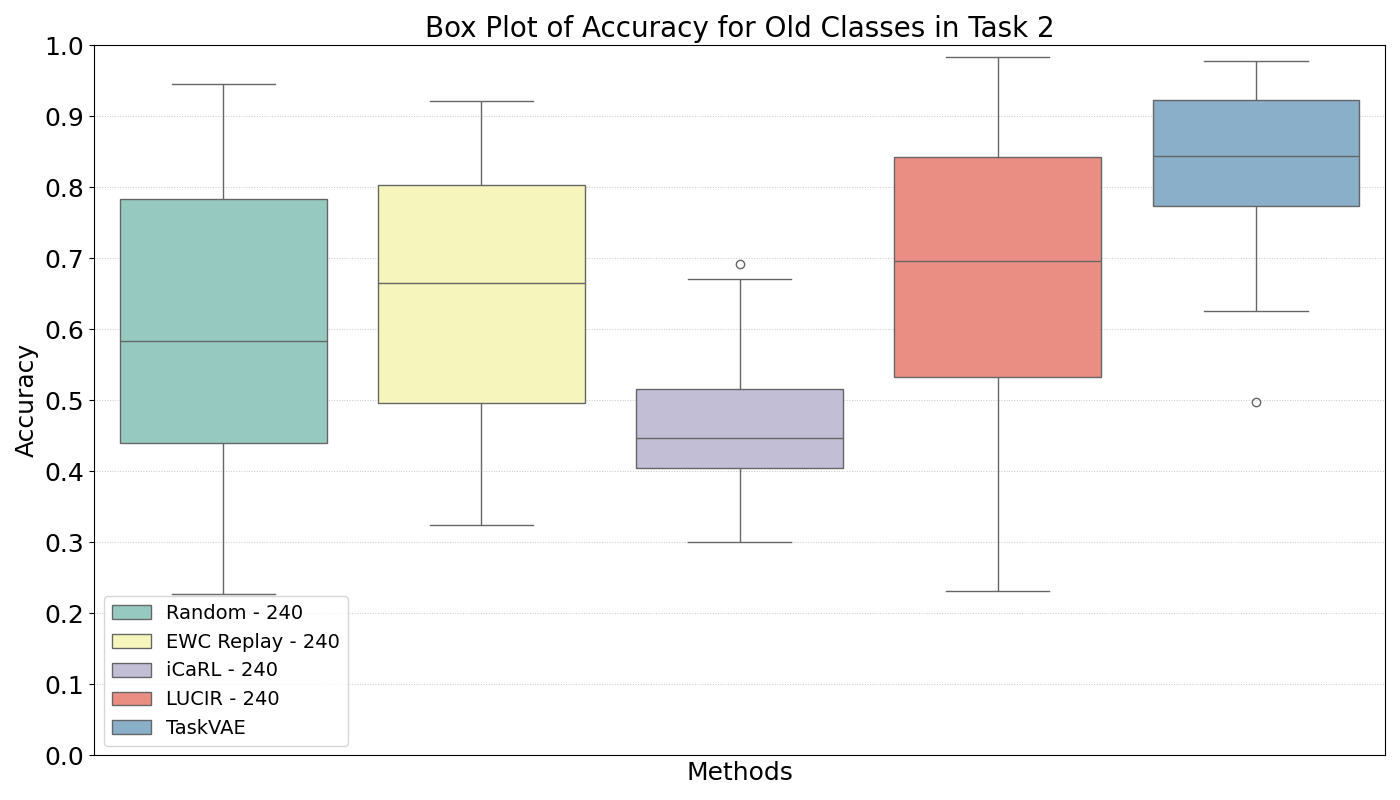 Box Plot of Accuracy for Old Classes in Task 2
1.0
0.9
0.8
0.7
0.6
0.5
0.4
0.3
0.2
0.1
0.0
Accuracy
Methods
Random - 240
EWC Replay - 240
iCaRL - 240
LUCIR - 240
TaskVAE